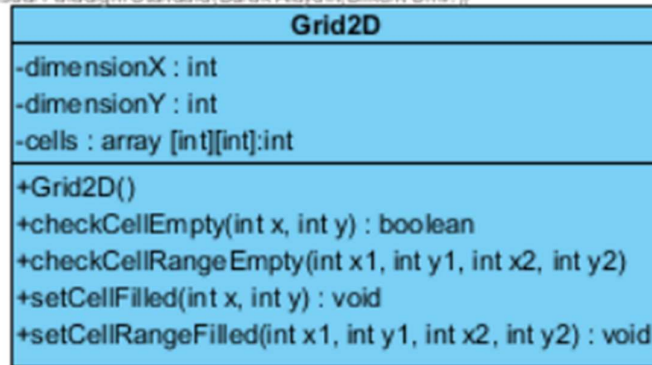 Grid2D
-dimensionX : int
-dimensionY : int
-cells : array [int][int]:int
+Grid2D()
+checkCellEmpty(int x, int y) : boolean
+checkCellRangeEmpty(int x1, int y1, int x2, int y2)
+setCellFilled(int x, int y) : void
+setCellRangeFilled(int x1, int y1, int x2, int y2) : void